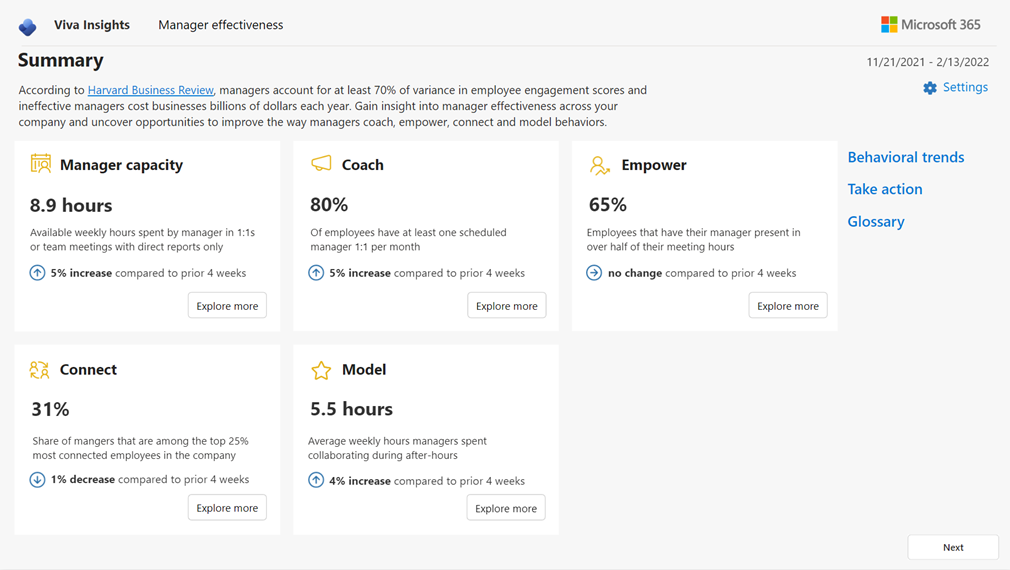 Viva Insights
Manager effectiveness
Microsoft 365
Summary
11/21/2021 - 2/13/2022
Settings
According to Harvard Business Review, managers account for at least 70% of variance in employee engagement scores and
ineffective managers cost businesses billions of dollars each year. Gain insight into manager effectiveness across your
company and uncover opportunities to improve the way managers coach, empower, connect and model behaviors.
Manager capacity
8.9 hours
Available weekly hours spent by manager in 1:1s
or team meetings with direct reports only
5% increase compared to prior 4 weeks
Explore more
Coach
80%
Of employees have at least one scheduled
manager 1:1 per month
5% increase compared to prior 4 weeks
Explore more
Empower
65%
Employees that have their manager present in
over half of their meeting hours
no change compared to prior 4 weeks
Explore more
Behavioral trends
Take action
Glossary
Connect
31%
Share of mangers that are among the top 25%
most connected employees in the company
1% decrease compared to prior 4 weeks
Explore more
Model
5.5 hours
Average weekly hours managers spent
collaborating during after-hours
4% increase compared to prior 4 weeks
Explore more
Next